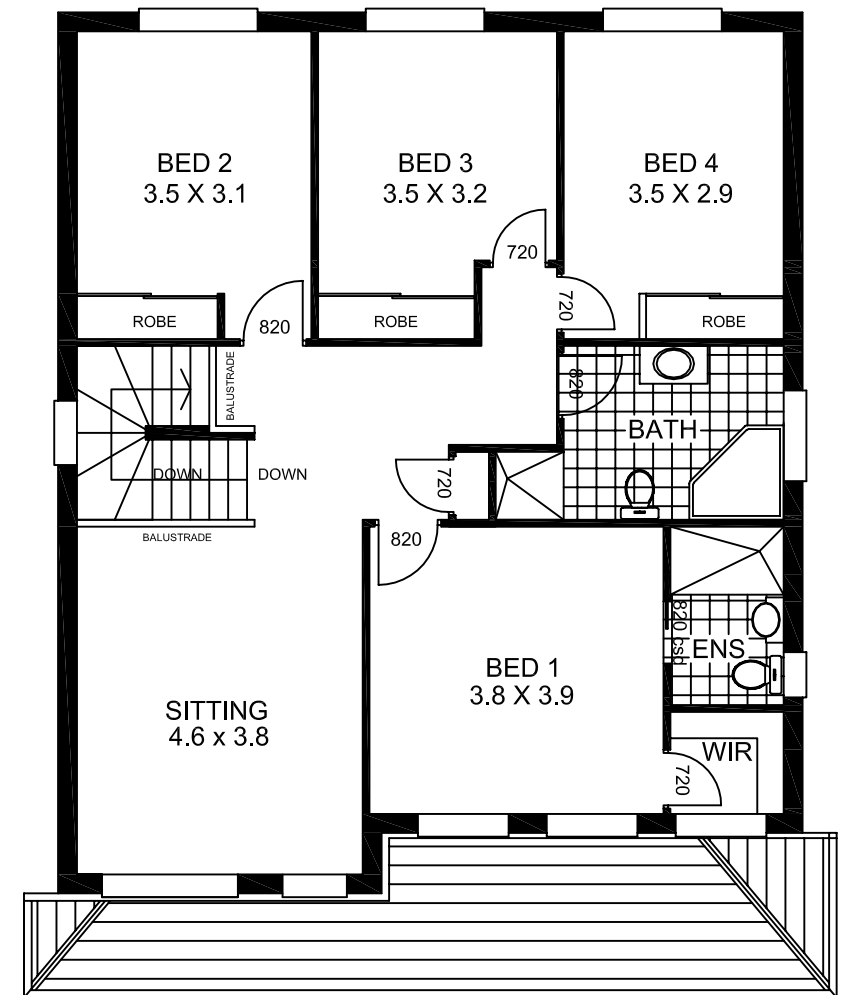 BED 2
3.5 X 3.1
BED 3
3.5 X 3.2
BED 4
3.5 X 2.9
720
720
ROBE
820
ROBE
ROBE
BALUSTRADE
820
BATH
DOWN
DOWN
720
BALUSTRADE
820
820 csd
ENS
BED 1
3.8 X 3.9
SITTING
4.6 x 3.8
WIR
720